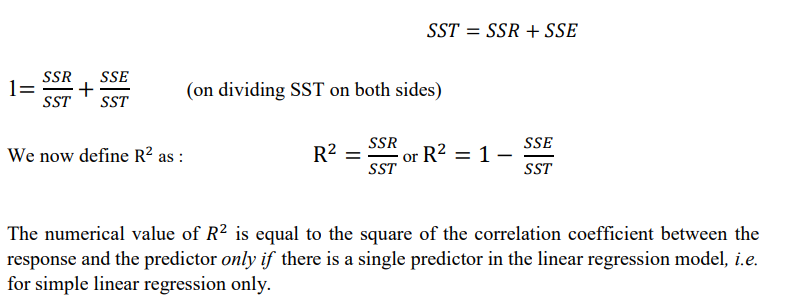 SST = SSR + SSE
1= SSR/SST + SSE/SST (on dividing SST on both sides)
We now define R² as : R² = SSR/SST or R² = 1 − SSE/SST
The numerical value of R² is equal to the square of the correlation coefficient between the
response and the predictor only if there is a single predictor in the linear regression model, i.e.
for simple linear regression only.